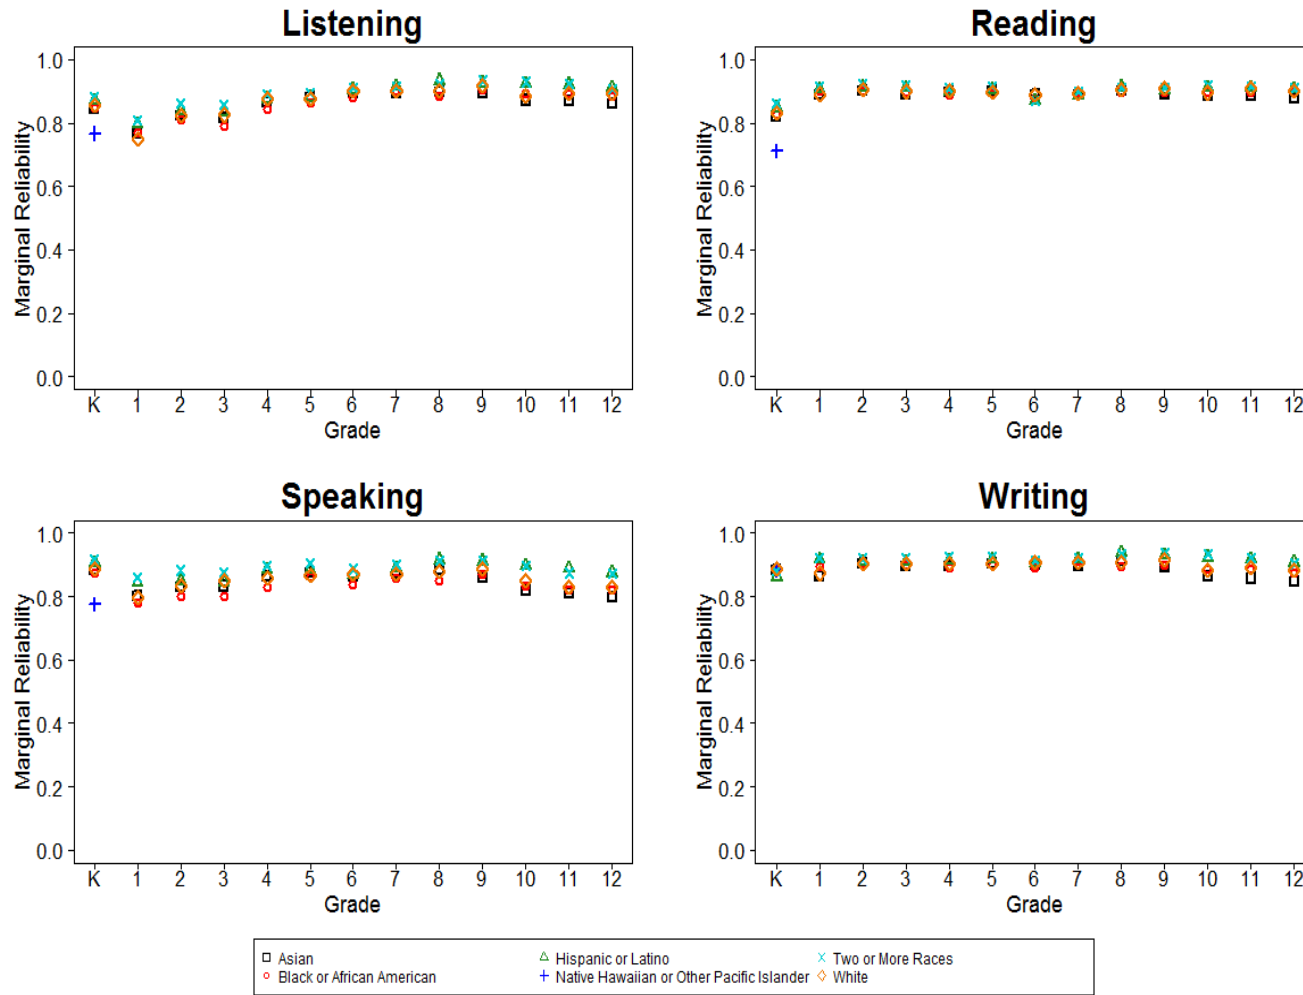 Listening
Marginal Reliability
1.0
0.8
0.6
0.4
0.2
0.0
K 1 2 3 4 5 6 7 8 9 10 11 12
Grade
Reading
Marginal Reliability
1.0
0.8
0.6
0.4
0.2
0.0
K 1 2 3 4 5 6 7 8 9 10 11 12
Grade
Speaking
Marginal Reliability
1.0
0.8
0.6
0.4
0.2
0.0
K 1 2 3 4 5 6 7 8 9 10 11 12
Grade
Writing
Marginal Reliability
1.0
0.8
0.6
0.4
0.2
0.0
K 1 2 3 4 5 6 7 8 9 10 11 12
Grade
Asian Hispanic or Latino Two or More Races
Black or African American Native Hawaiian or Other Pacific Islander White